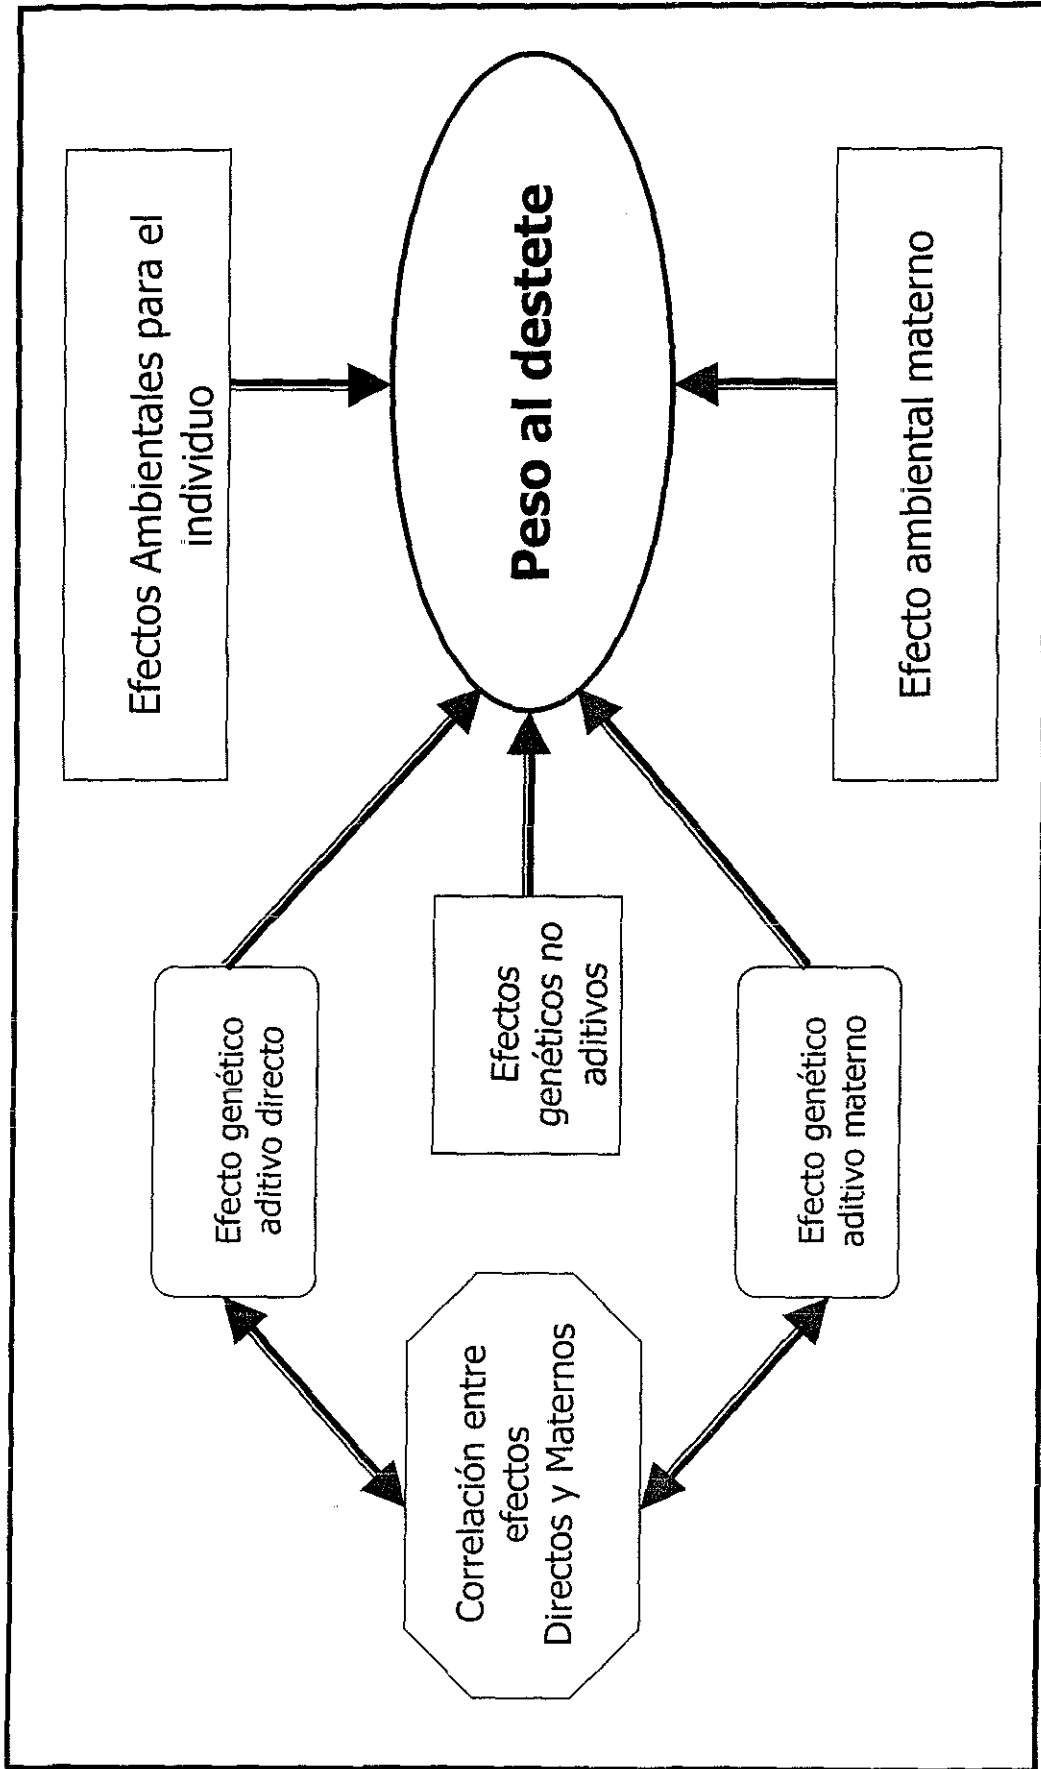 Correlación entre
efectos
Directos y Maternos
Efecto genético
aditivo directo
Efectos
genéticos no
aditivos
Efecto genético
aditivo materno
Efectos Ambientales para el
individuo
Peso al destete
Efecto ambiental materno